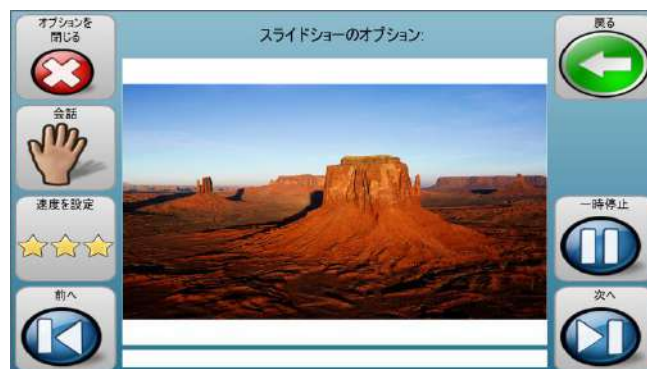 オプションを
閉じる
スライドショーのオプション:
戻る
会話
速度を設定
一時停止
前へ
次へ